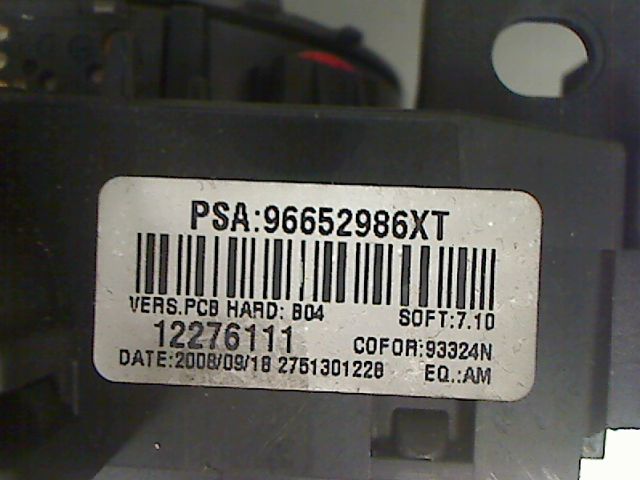 PSA:96652986XT
VERS.PCB HARD: B04 SOFT:7.10
12276111 COFOR:93324N
DATE:2008/09/18 2751301228 EQ.:AM